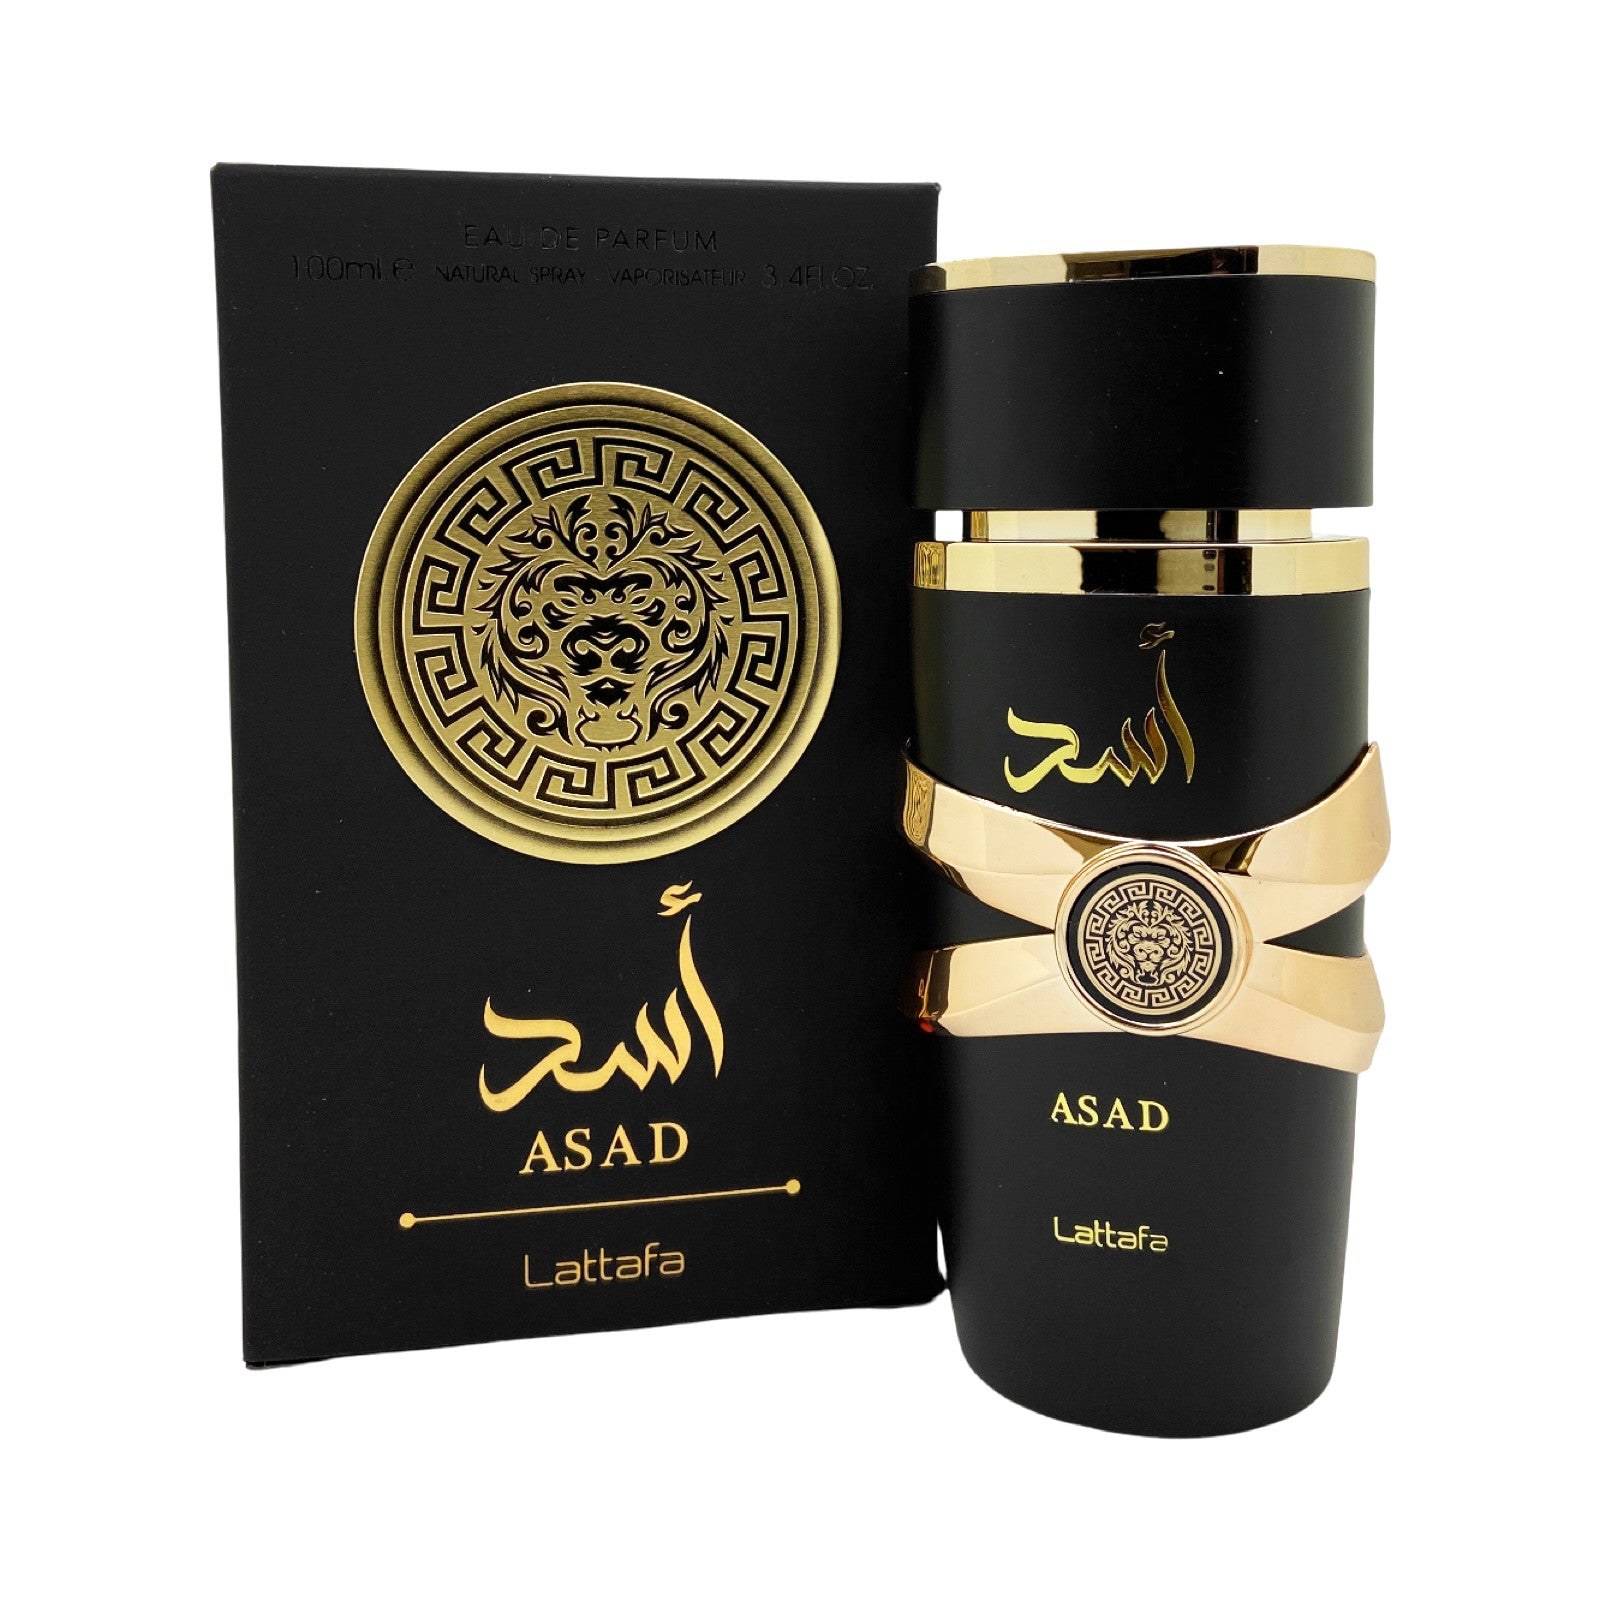 EAU DE PARFUM
100ml.e NATURAL SPRAY - VAPORISATEUR 3.4FL.OZ.
أسد
ASAD
Lattafa
أسد
ASAD
Lattafa